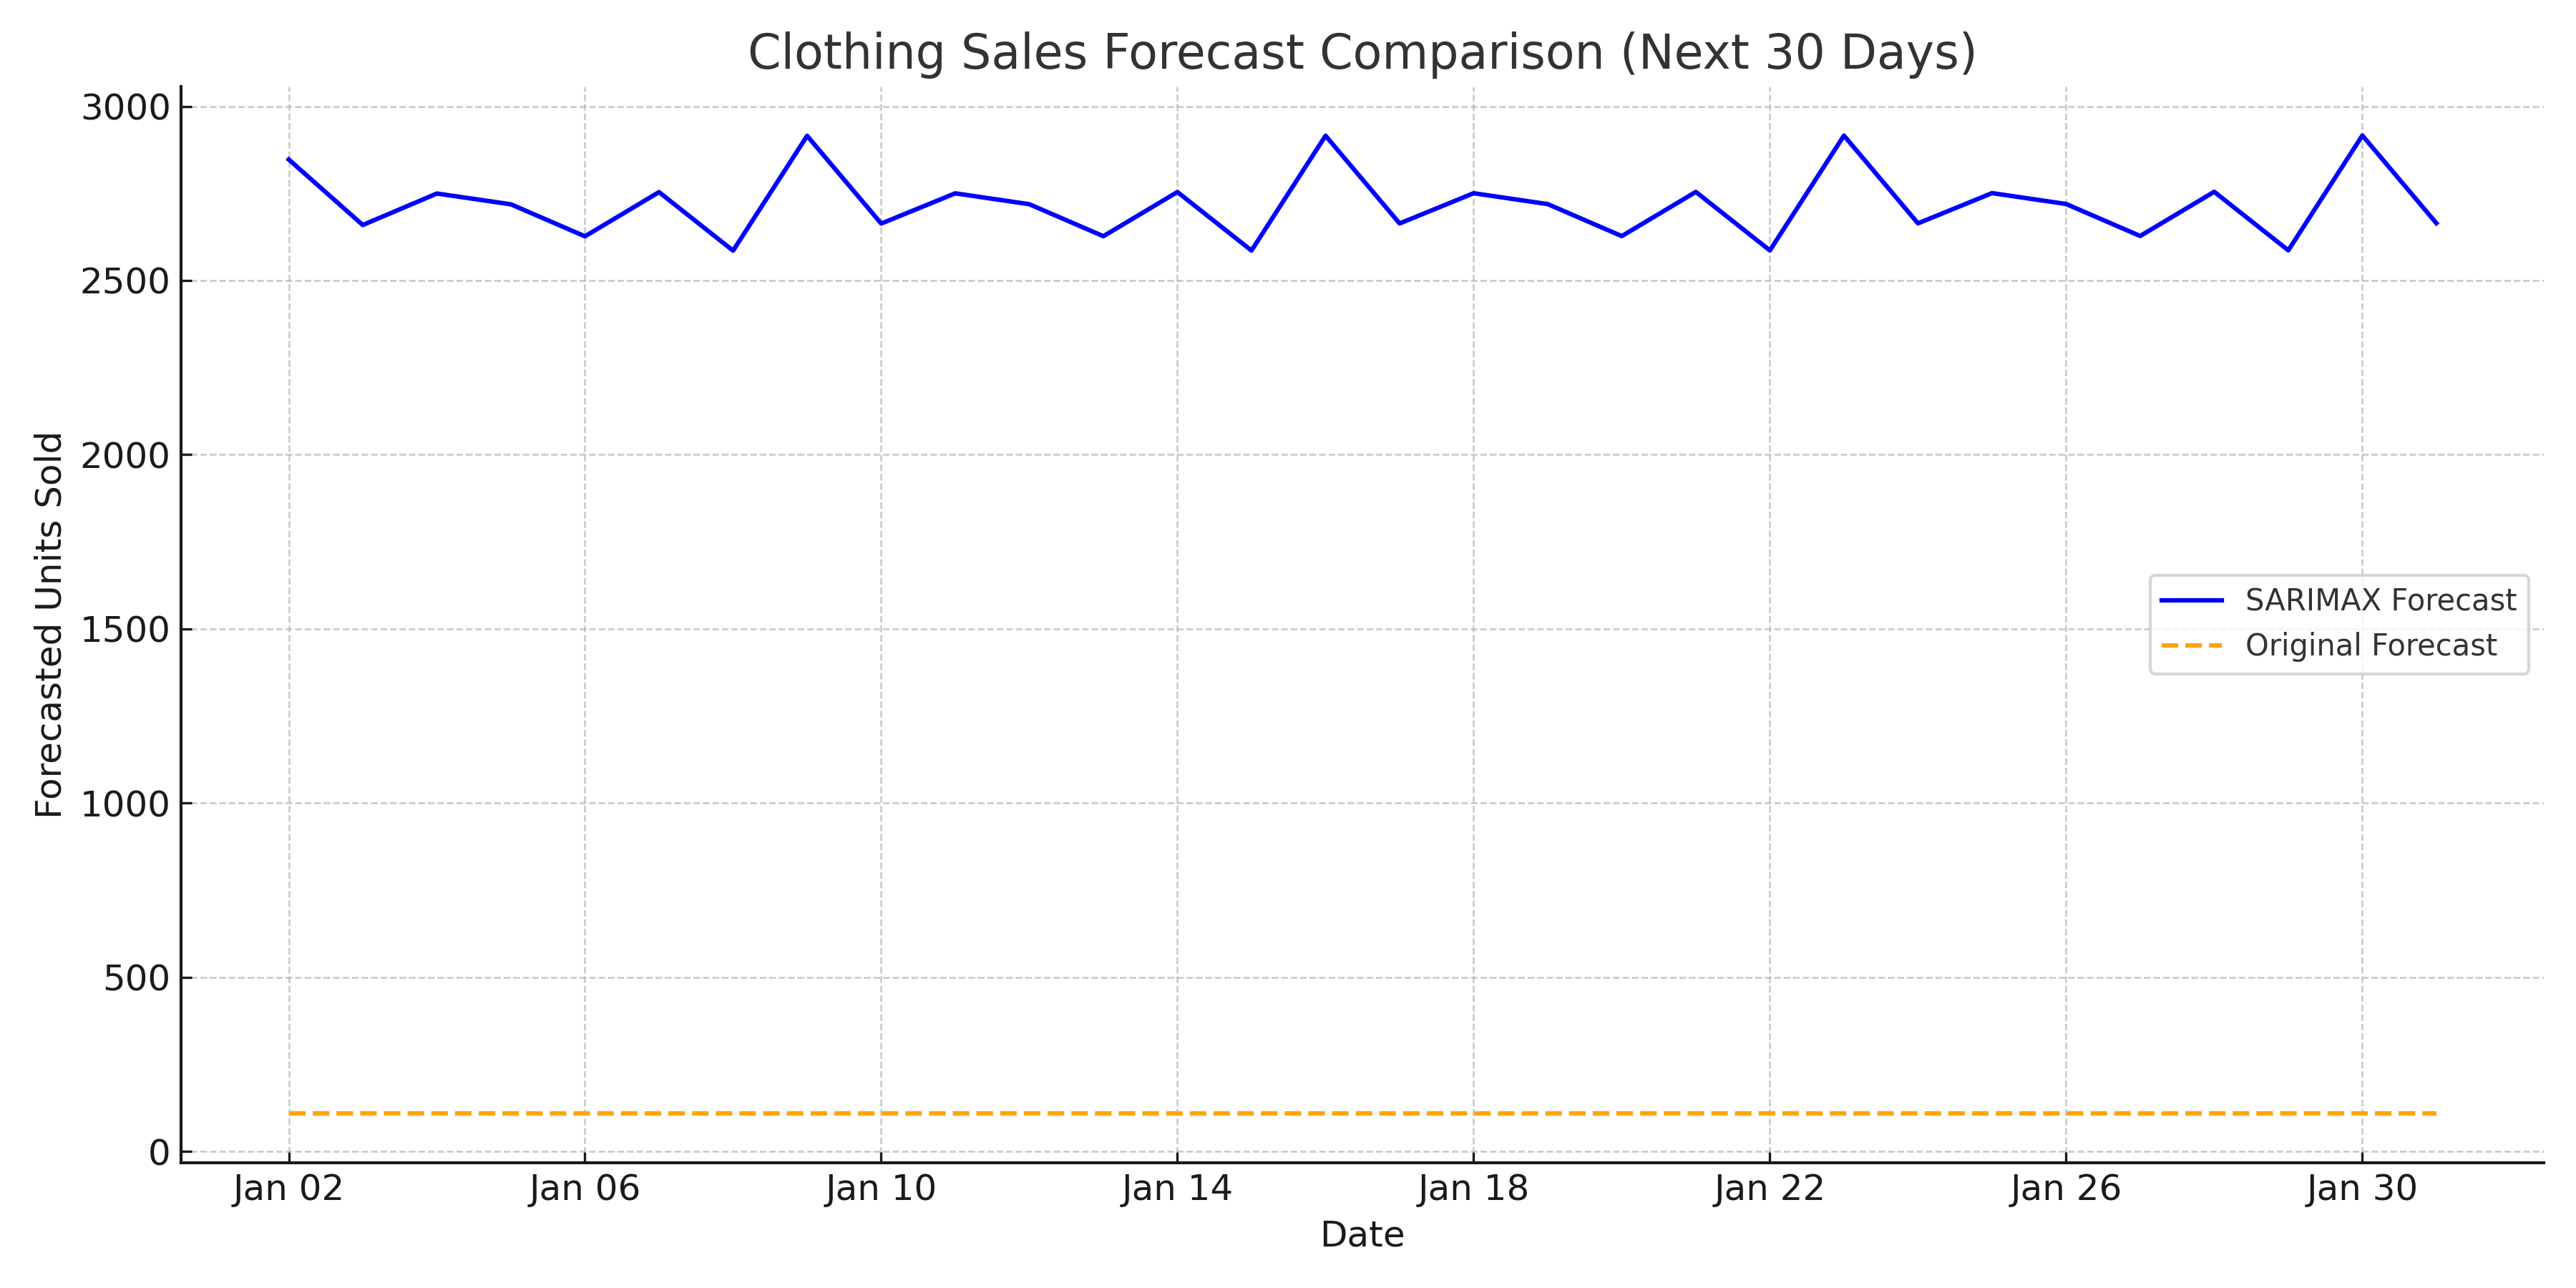 Clothing Sales Forecast Comparison (Next 30 Days)
3000
2500
2000
1500
1000
500
0
Forecasted Units Sold
SARIMAX Forecast
Original Forecast
Jan 02
Jan 06
Jan 10
Jan 14
Jan 18
Jan 22
Jan 26
Jan 30
Date